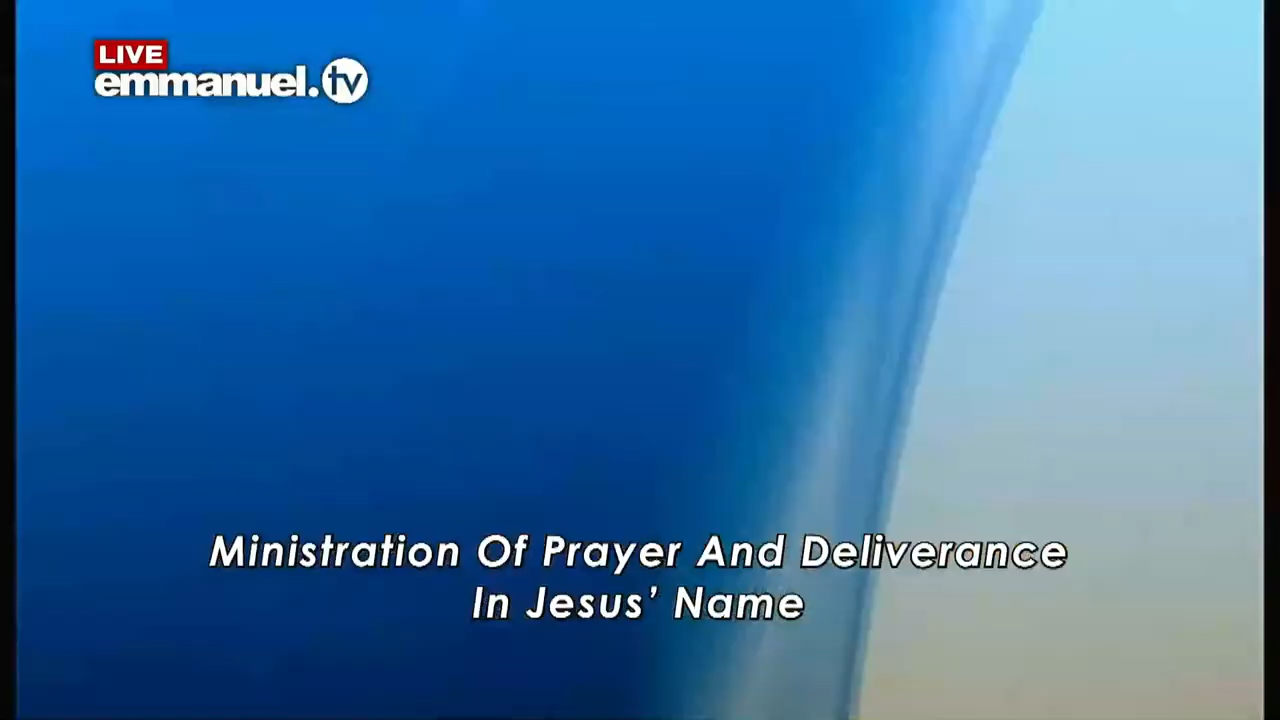 LIVE
emmanuel.tv
Ministration Of Prayer And Deliverance
In Jesus’ Name